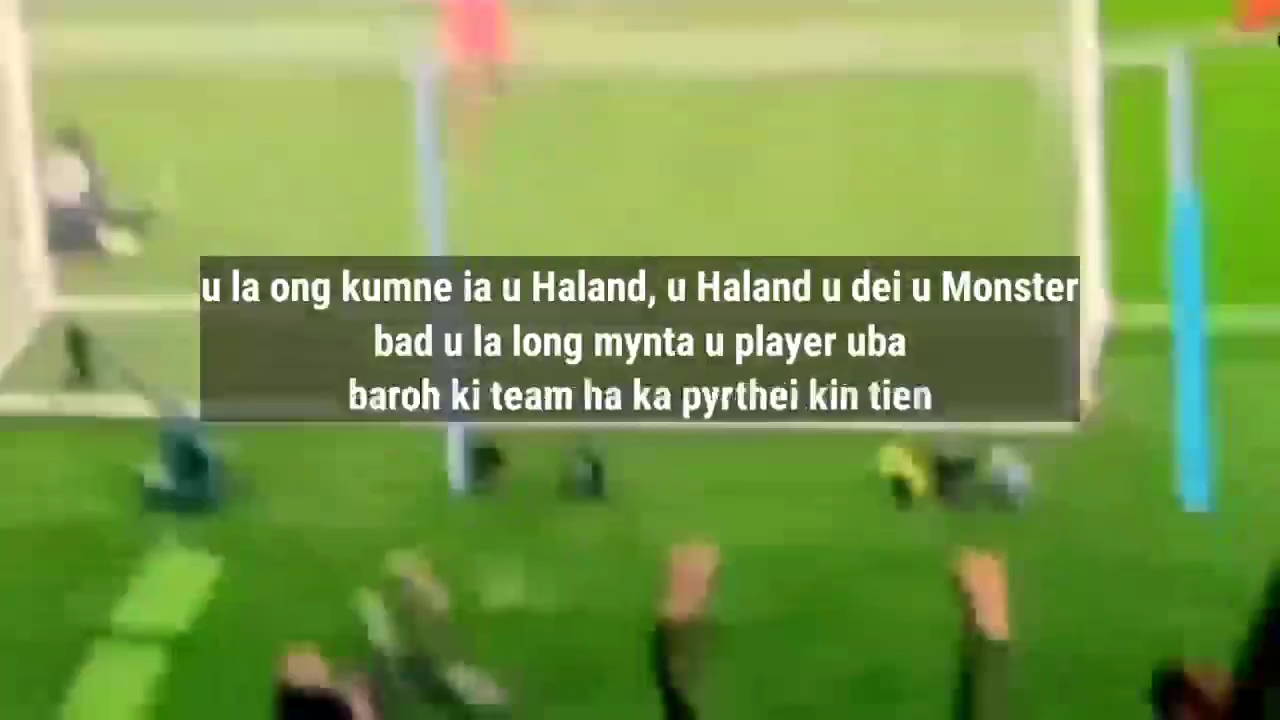 u la ong kumne ia u Haland, u Haland u dei u Monster
bad u la long mynta u player uba
baroh ki team ha ka pyrthei kin tien